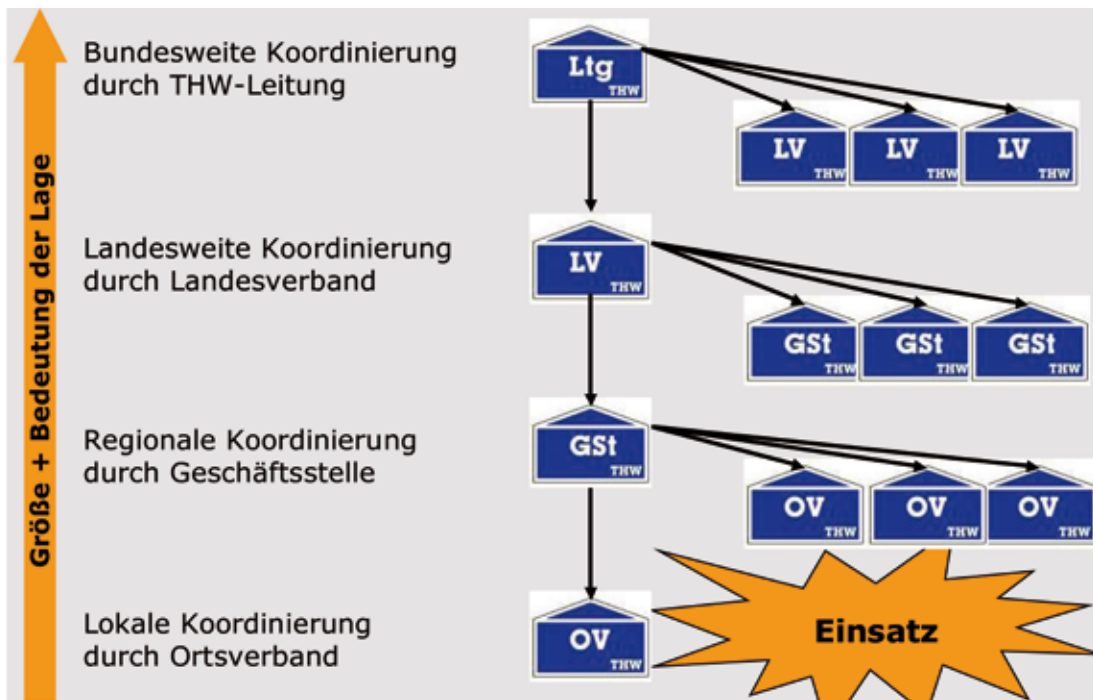 Größe + Bedeutung der Lage
Bundesweite Koordinierung
durch THW-Leitung
Ltg
THW
LV
THW
LV
THW
LV
THW
Landesweite Koordinierung
durch Landesverband
LV
THW
GSt
THW
GSt
THW
GSt
THW
Regionale Koordinierung
durch Geschäftsstelle
GSt
THW
OV
THW
OV
THW
OV
THW
Lokale Koordinierung
durch Ortsverband
OV
THW
Einsatz